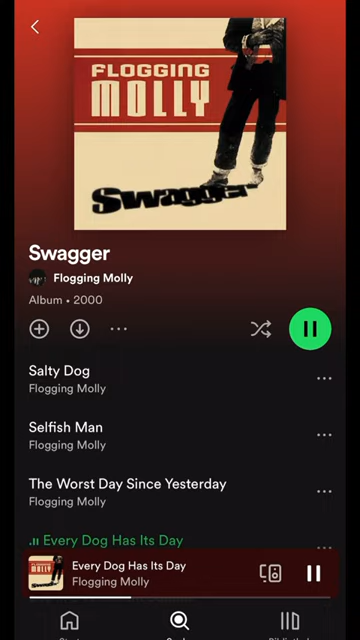 FLOGGING
MOLLY
Swagger
Swagger
Flogging Molly
Album • 2000
Salty Dog
Flogging Molly
Selfish Man
Flogging Molly
The Worst Day Since Yesterday
Flogging Molly
Every Dog Has Its Day
Every Dog Has Its Day
Flogging Molly